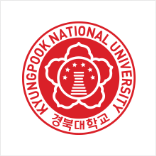 KYUNGPOOK NATIONAL UNIVERSITY
경북대학교